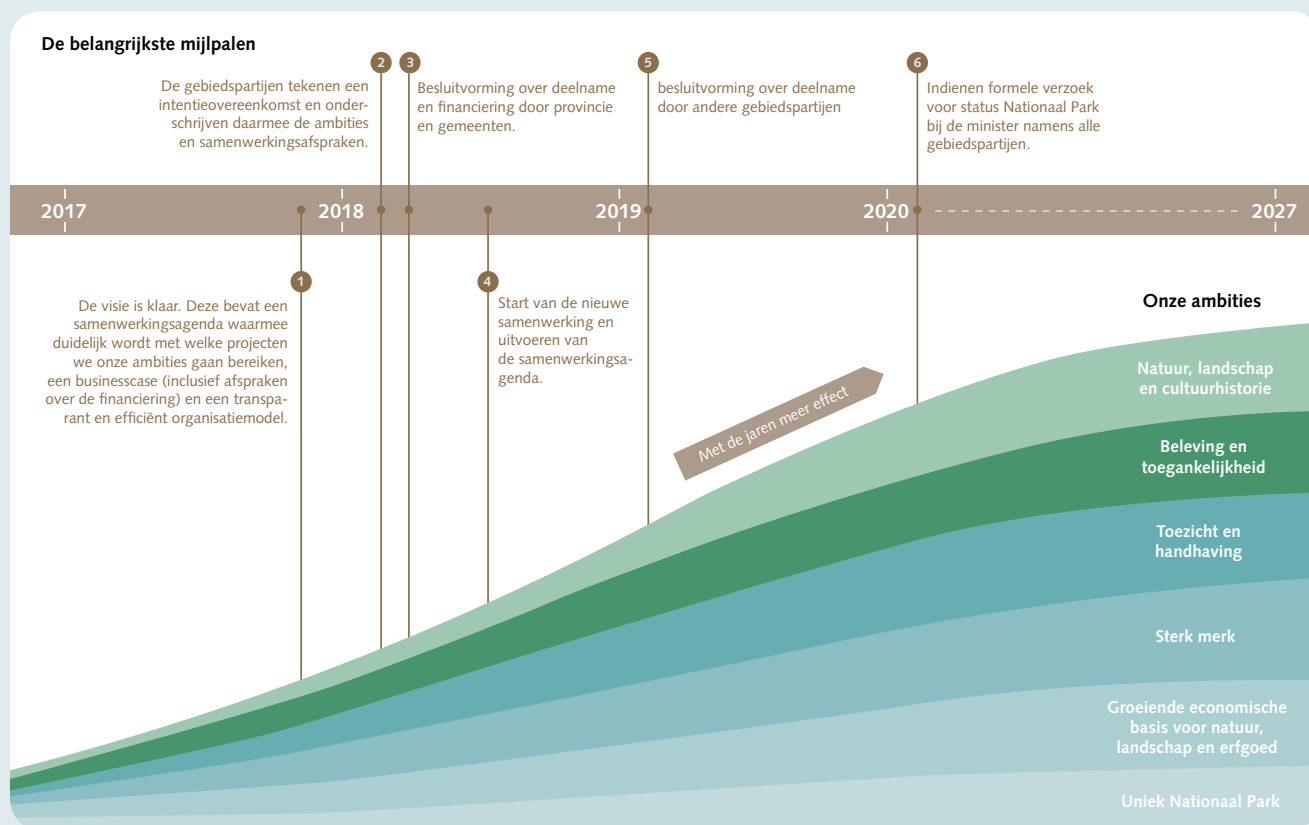 De belangrijkste mijlpalen
2
3
5
6
De gebiedspartijen tekenen een
intentieovereenkomst en onder-
schrijven daarmee de ambities
en samenwerkingsafspraken.
Besluitvorming over deelname
en financiering door provincie
en gemeenten.
besluitvorming over deelname
door andere gebiedspartijen
Indienen formele verzoek
voor status Nationaal Park
bij de minister namens alle
gebiedspartijen.
2017
2018
2019
2020
2027
1
De visie is klaar. Deze bevat een
samenwerkingsagenda waarmee
duidelijk wordt met welke projecten
we onze ambities gaan bereiken,
een businesscase (inclusief afspraken
over de financiering) en een transpa-
rant en efficiënt organisatiemodel.
4
Start van de nieuwe
samenwerking en
uitvoeren van
de samenwerkingsa-
genda.
Met de jaren meer effect
Onze ambities
Natuur, landschap
en cultuurhistorie
Beleving en
toegankelijkheid
Toezicht en
handhaving
Sterk merk
Groeiende economische
basis voor natuur,
landschap en erfgoed
Uniek Nationaal Park